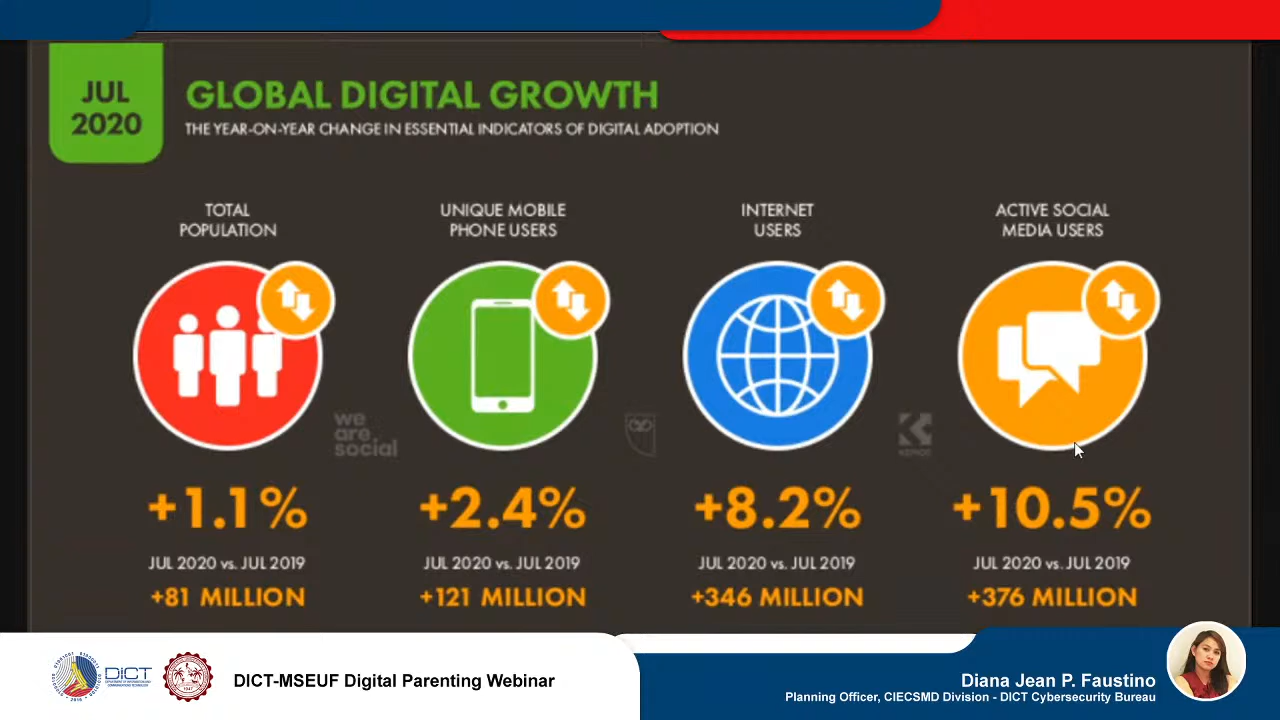 JUL
2020
GLOBAL DIGITAL GROWTH
THE YEAR-ON-YEAR CHANGE IN ESSENTIAL INDICATORS OF DIGITAL ADOPTION
TOTAL
POPULATION
UNIQUE MOBILE
PHONE USERS
INTERNET
USERS
ACTIVE SOCIAL
MEDIA USERS
we
are
social
KEPIOS
+1.1%
+2.4%
+8.2%
+10.5%
JUL 2020 vs. JUL 2019
JUL 2020 vs. JUL 2019
JUL 2020 vs. JUL 2019
JUL 2020 vs. JUL 2019
+81 MILLION
+121 MILLION
+346 MILLION
+376 MILLION
DICT
DICT-MSEUF Digital Parenting Webinar
Diana Jean P. Faustino
Planning Officer, CIECSMD Division - DICT Cybersecurity Bureau